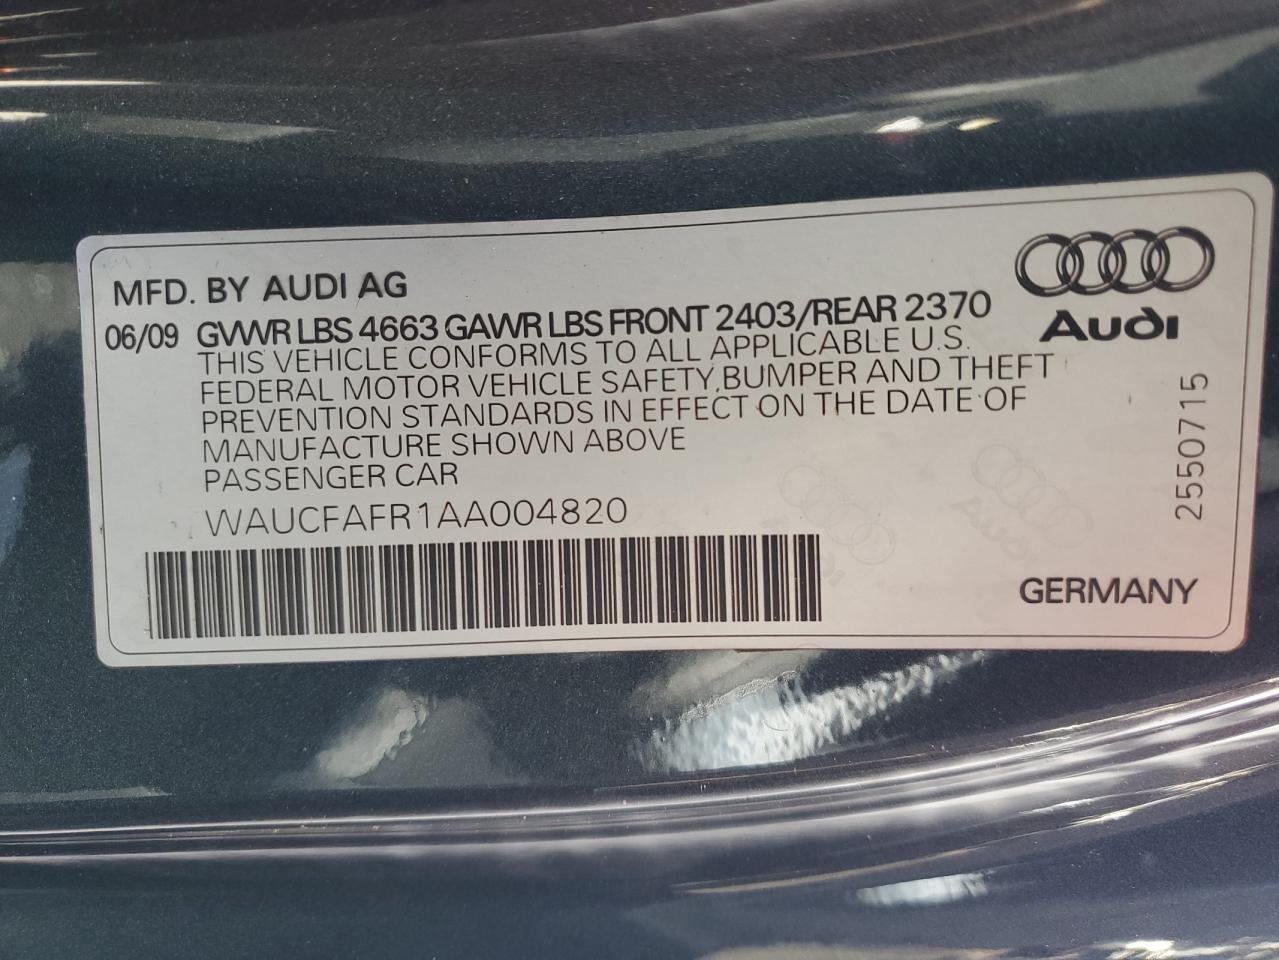 MFD. BY AUDI AG
06/09 GVWR LBS 4663 GAWR LBS FRONT 2403/REAR 2370
THIS VEHICLE CONFORMS TO ALL APPLICABLE U.S.
FEDERAL MOTOR VEHICLE SAFETY, BUMPER AND THEFT
PREVENTION STANDARDS IN EFFECT ON THE DATE OF
MANUFACTURE SHOWN ABOVE
PASSENGER CAR
WAUCFAFR1AA004820
Audi
2550715
Audi
Audi
GERMANY